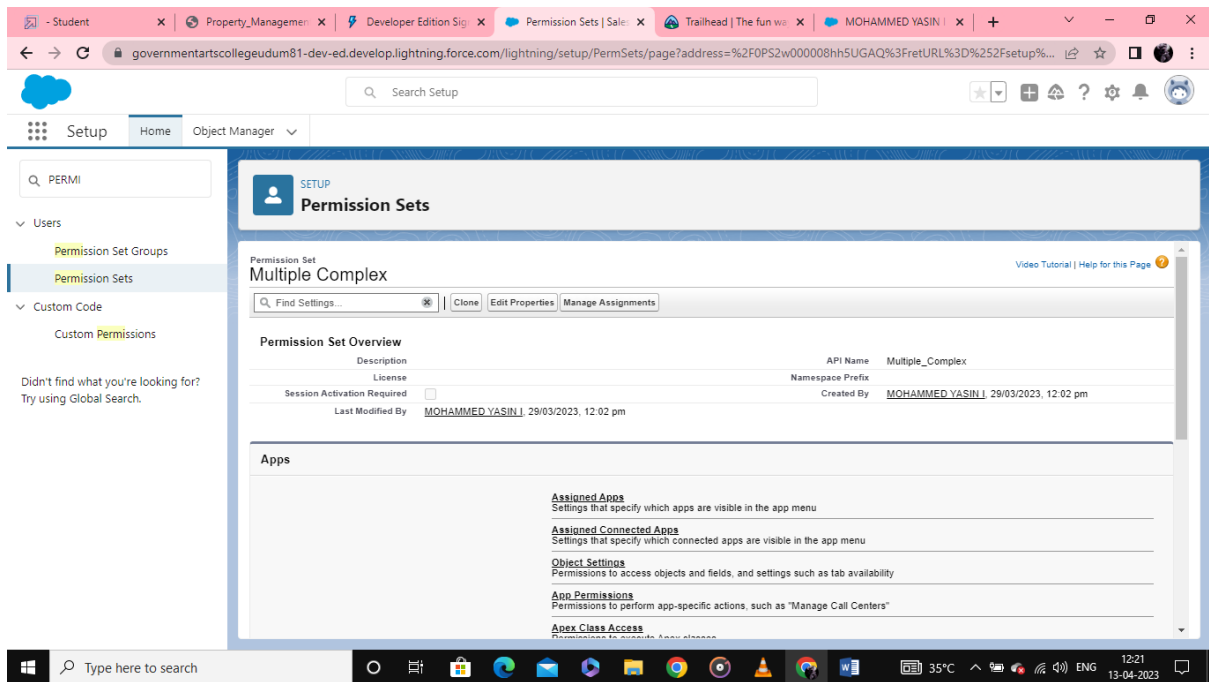 - Student
Property_Managemen
Developer Edition Sig
Permission Sets | Sale
Trailhead | The fun wa
MOHAMMED YASIN I
governmentartscollegeudum81-dev-ed.develop.lightning.force.com/lightning/setup/PermSets/page?address=%2F0PS2w000008hh5UGAQ%3FretURL%3D%252Fsetup%...
Search Setup
Setup
Home
Object Manager
PERMI
Users
Permission Set Groups
Permission Sets
Custom Code
Custom Permissions
Didn't find what you're looking for?
Try using Global Search.
SETUP
Permission Sets
Permission Set
Multiple Complex
Video Tutorial | Help for this Page
Find Settings...
Clone
Edit Properties
Manage Assignments
Permission Set Overview
Description
API Name Multiple_Complex
License
Namespace Prefix
Session Activation Required
Created By MOHAMMED YASIN I, 29/03/2023, 12:02 pm
Last Modified By MOHAMMED YASIN I, 29/03/2023, 12:02 pm
Apps
Assigned Apps
Settings that specify which apps are visible in the app menu
Assigned Connected Apps
Settings that specify which connected apps are visible in the app menu
Object Settings
Permissions to access objects and fields, and settings such as tab availability
App Permissions
Permissions to perform app-specific actions, such as "Manage Call Centers"
Apex Class Access
Permissions to execute Apex classes
Type here to search
35°C
ENG
12:21
13-04-2023